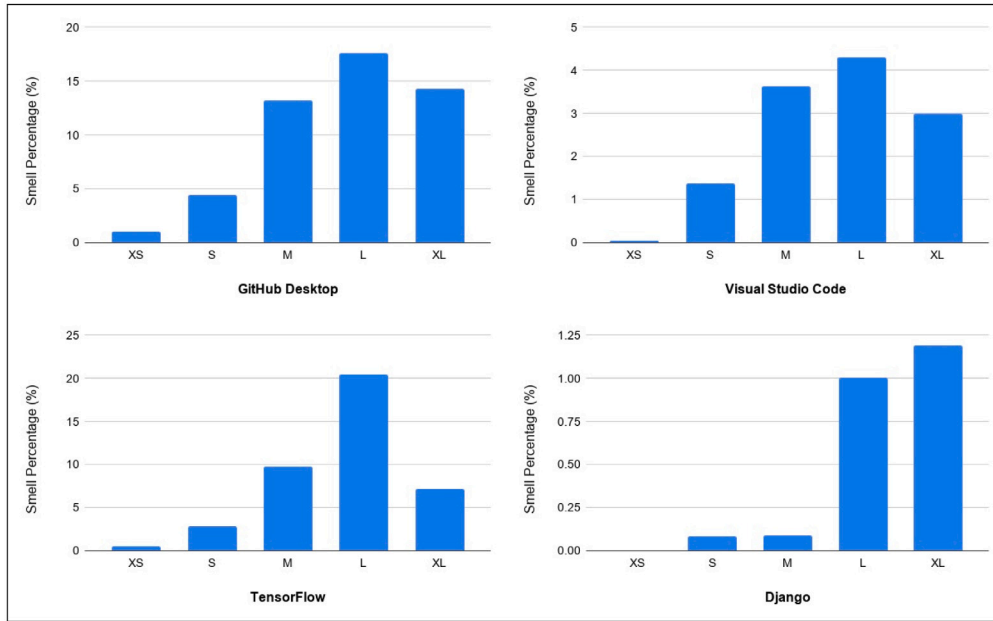 20
15
10
5
0
Smell Percentage (%)
XS S M L XL
GitHub Desktop
5
4
3
2
1
0
Smell Percentage (%)
XS S M L XL
Visual Studio Code
25
20
15
10
5
0
Smell Percentage (%)
XS S M L XL
TensorFlow
1.25
1.00
0.75
0.50
0.25
0.00
Smell Percentage (%)
XS S M L XL
Django